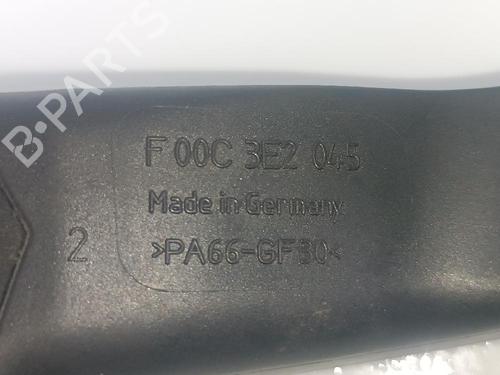 B-PARTS
F 00C 3E2 045
Made in Germany
2
>PA66-GF30<